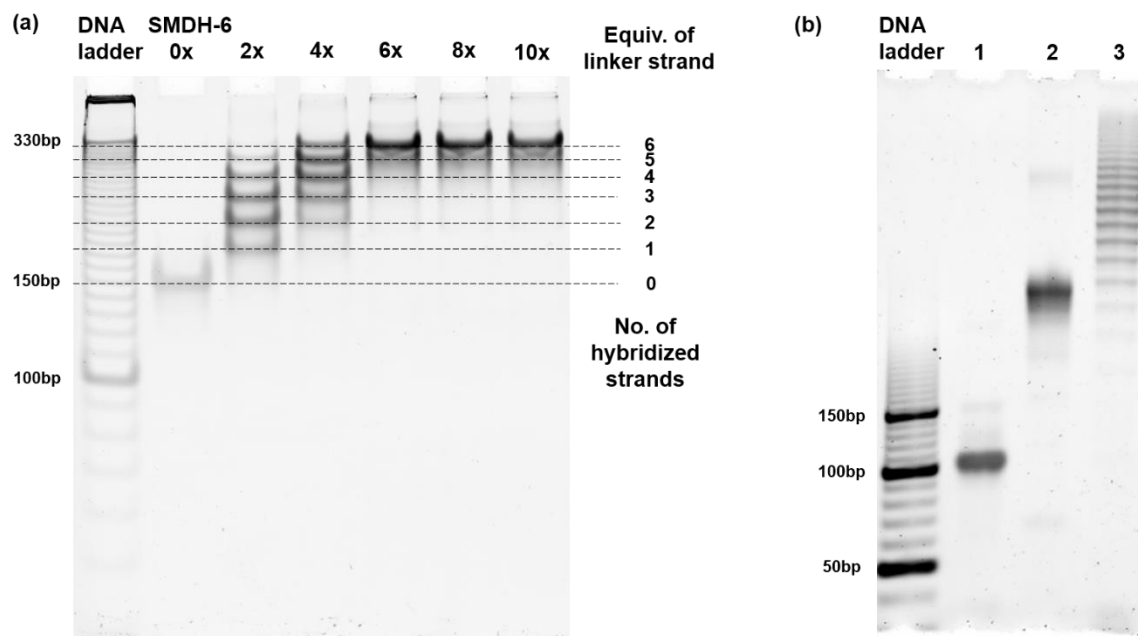 (a)
DNA ladder
SMDH-6
0x 2x 4x 6x 8x 10x
Equiv. of
linker strand
330bp
150bp
100bp
6
5
4
3
2
1
0
No. of
hybridized
strands
(b)
DNA
ladder
1 2 3
150bp
100bp
50bp